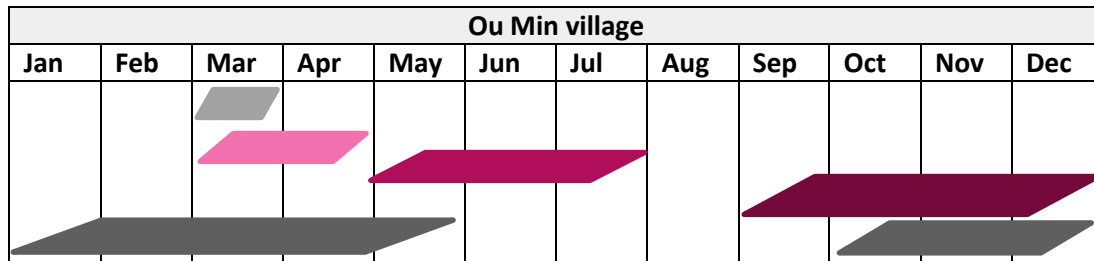 Ou Min village
Jan Feb Mar Apr May Jun Jul Aug Sep Oct Nov Dec